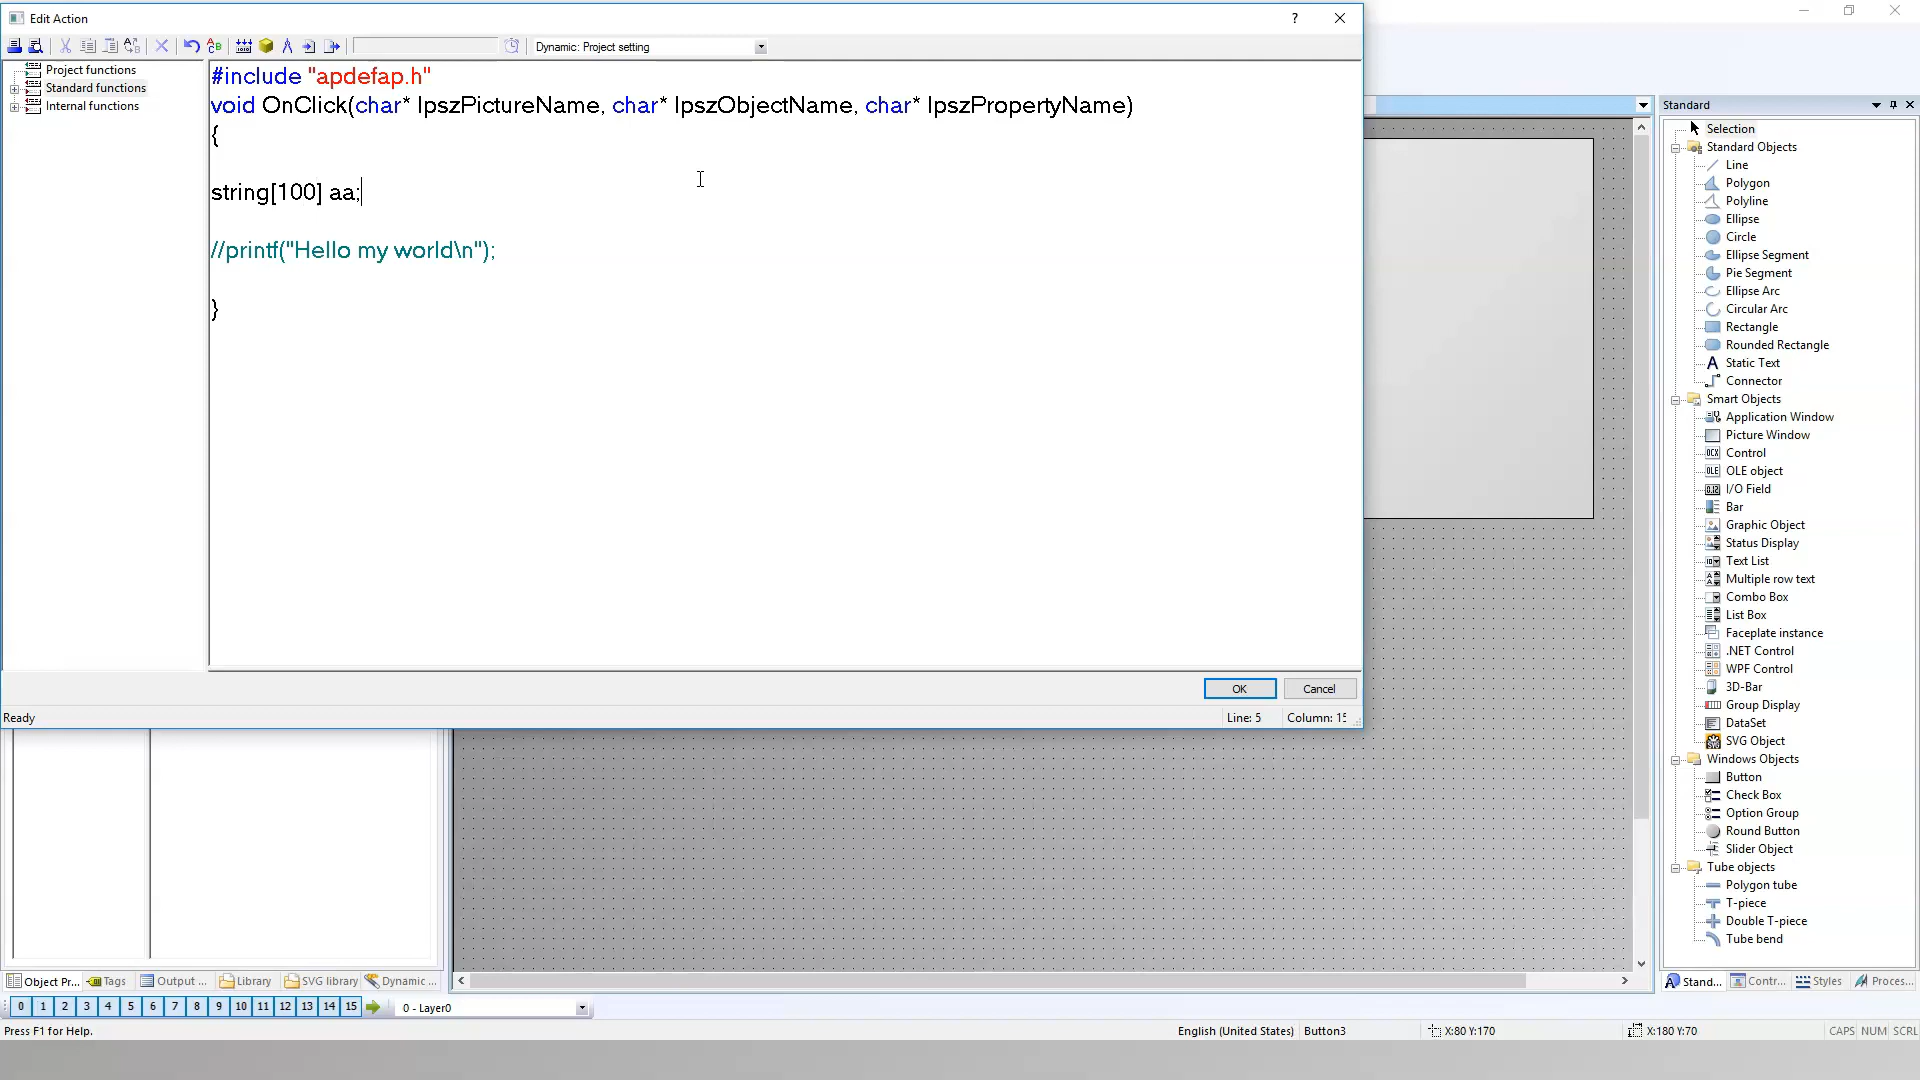 Edit Action
?
Dynamic: Project setting
Project functions
Standard functions
Internal functions
#include "apdefap.h"
void OnClick(char* lpszPictureName, char* lpszObjectName, char* lpszPropertyName)
{
string[100] aa;
//printf("Hello my world\n");
}
OK
Cancel
Ready
Line: 5
Column: 15
Standard
Selection
Standard Objects
Line
Polygon
Polyline
Ellipse
Circle
Ellipse Segment
Pie Segment
Ellipse Arc
Circular Arc
Rectangle
Rounded Rectangle
Static Text
Connector
Smart Objects
Application Window
Picture Window
Control
OLE object
I/O Field
Bar
Graphic Object
Status Display
Text List
Multiple row text
Combo Box
List Box
Faceplate instance
.NET Control
WPF Control
3D-Bar
Group Display
DataSet
SVG Object
Windows Objects
Button
Check Box
Option Group
Round Button
Slider Object
Tube objects
Polygon tube
T-piece
Double T-piece
Tube bend
Object Pr... Tags Output ... Library SVG library Dynamic ...
Stand... Contr... Styles Proces...
0 1 2 3 4 5 6 7 8 9 10 11 12 13 14 15
0 - Layer0
Press F1 for Help.
English (United States)
Button3
X:80 Y:170
X:180 Y:70
CAPS NUM SCRL